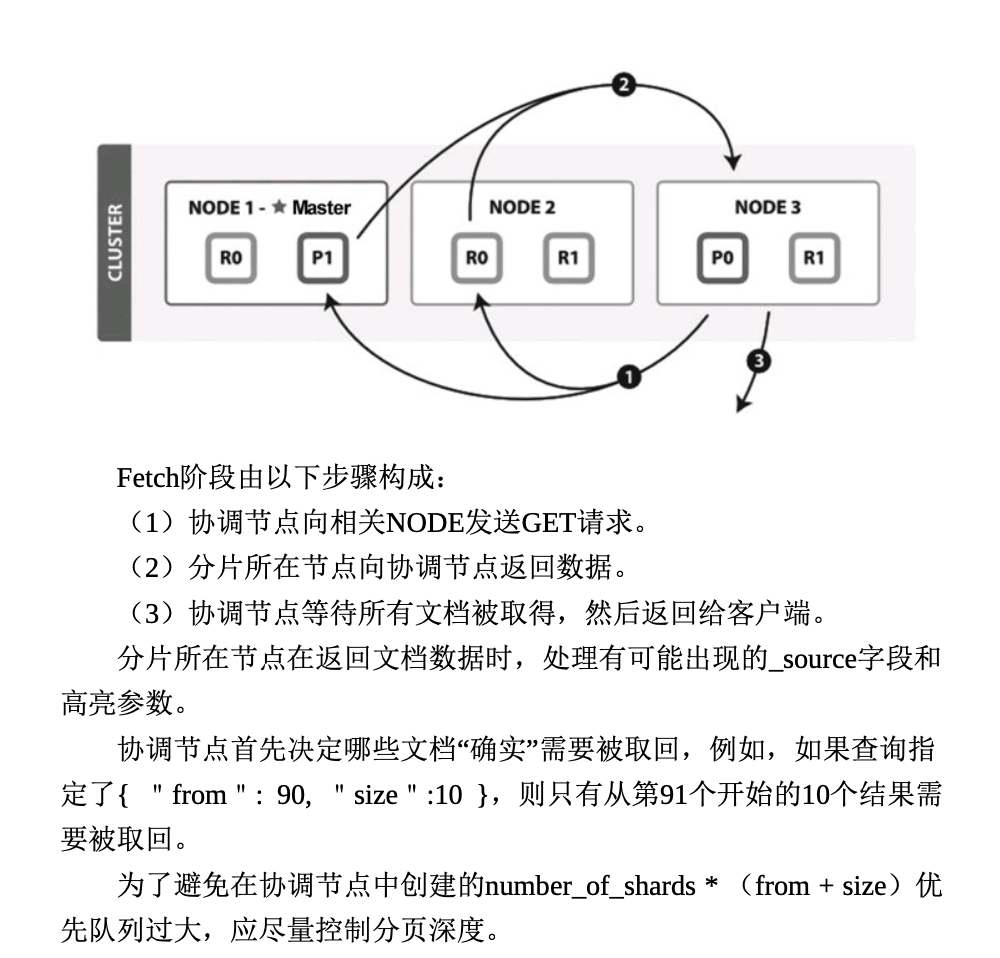 2
CLUSTER
NODE 1 - ★ Master
R0 P1
NODE 2
R0 R1
NODE 3
P0 R1
1
3
Fetch阶段由以下步骤构成：
（1）协调节点向相关NODE发送GET请求。
（2）分片所在节点向协调节点返回数据。
（3）协调节点等待所有文档被取得，然后返回给客户端。
分片所在节点在返回文档数据时，处理有可能出现的_source字段和
高亮参数。
协调节点首先决定哪些文档“确实”需要被取回，例如，如果查询指
定了{ " from " : 90, " size " :10 }，则只有从第91个开始的10个结果需
要被取回。
为了避免在协调节点中创建的number_of_shards * （from + size）优
先队列过大，应尽量控制分页深度。